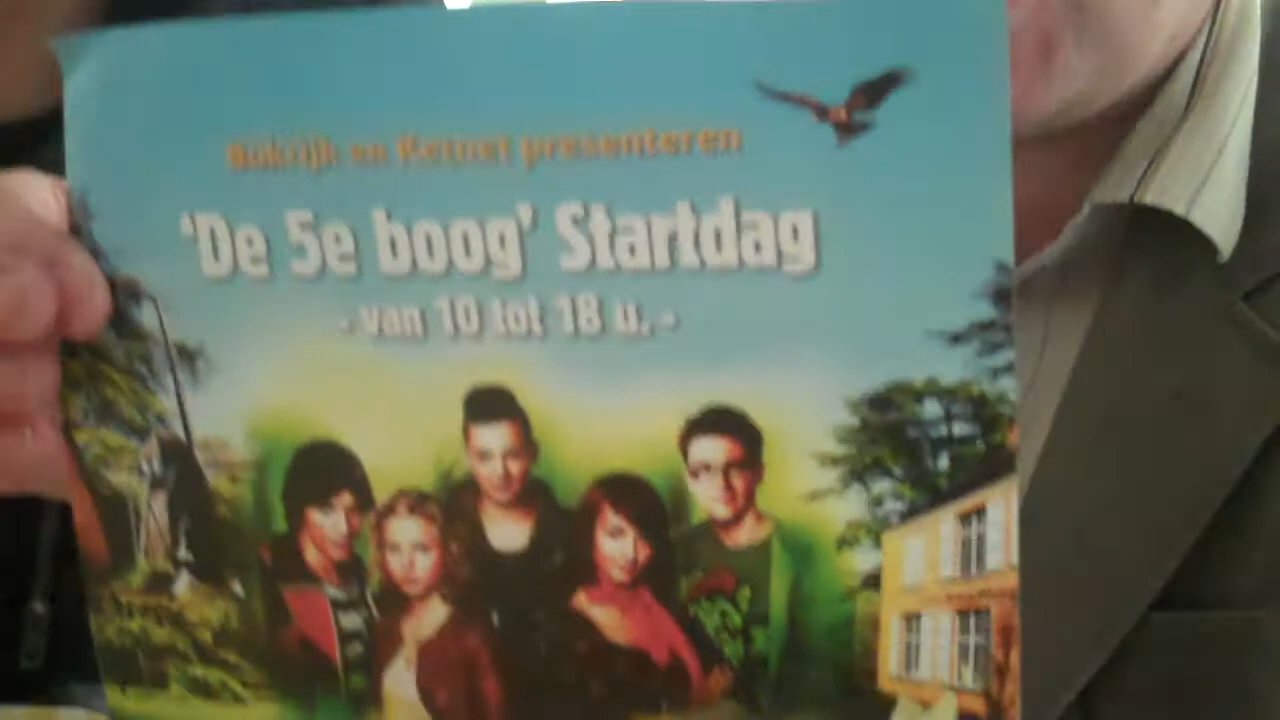 Bokrijk en Ketnet presenteren
'De 5e boog' Startdag
- van 10 tot 18 u. -